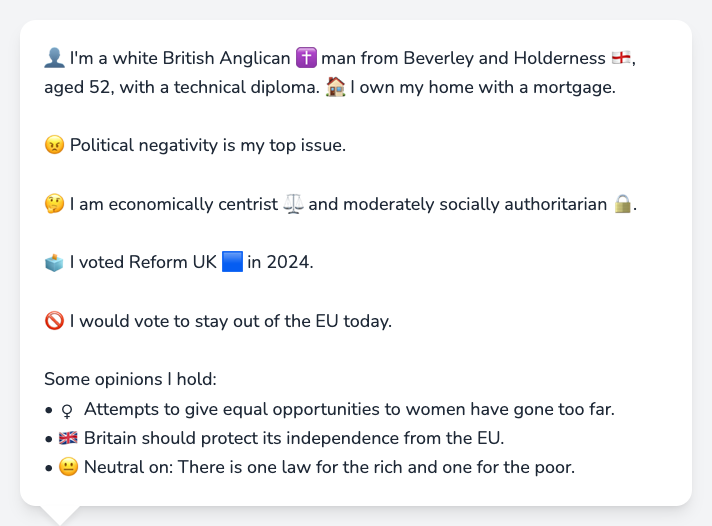 👤 I'm a white British Anglican ✝️ man from Beverley and Holderness 🏴󠁧󠁢󠁥󠁮󠁧󠁿,
aged 52, with a technical diploma. 🏠 I own my home with a mortgage.
😠 Political negativity is my top issue.
🤔 I am economically centrist ⚖️ and moderately socially authoritarian 🔒.
🗳️ I voted Reform UK 🟦 in 2024.
🚫 I would vote to stay out of the EU today.
Some opinions I hold:
• ♀ Attempts to give equal opportunities to women have gone too far.
• 🇬🇧 Britain should protect its independence from the EU.
• 😐 Neutral on: There is one law for the rich and one for the poor.